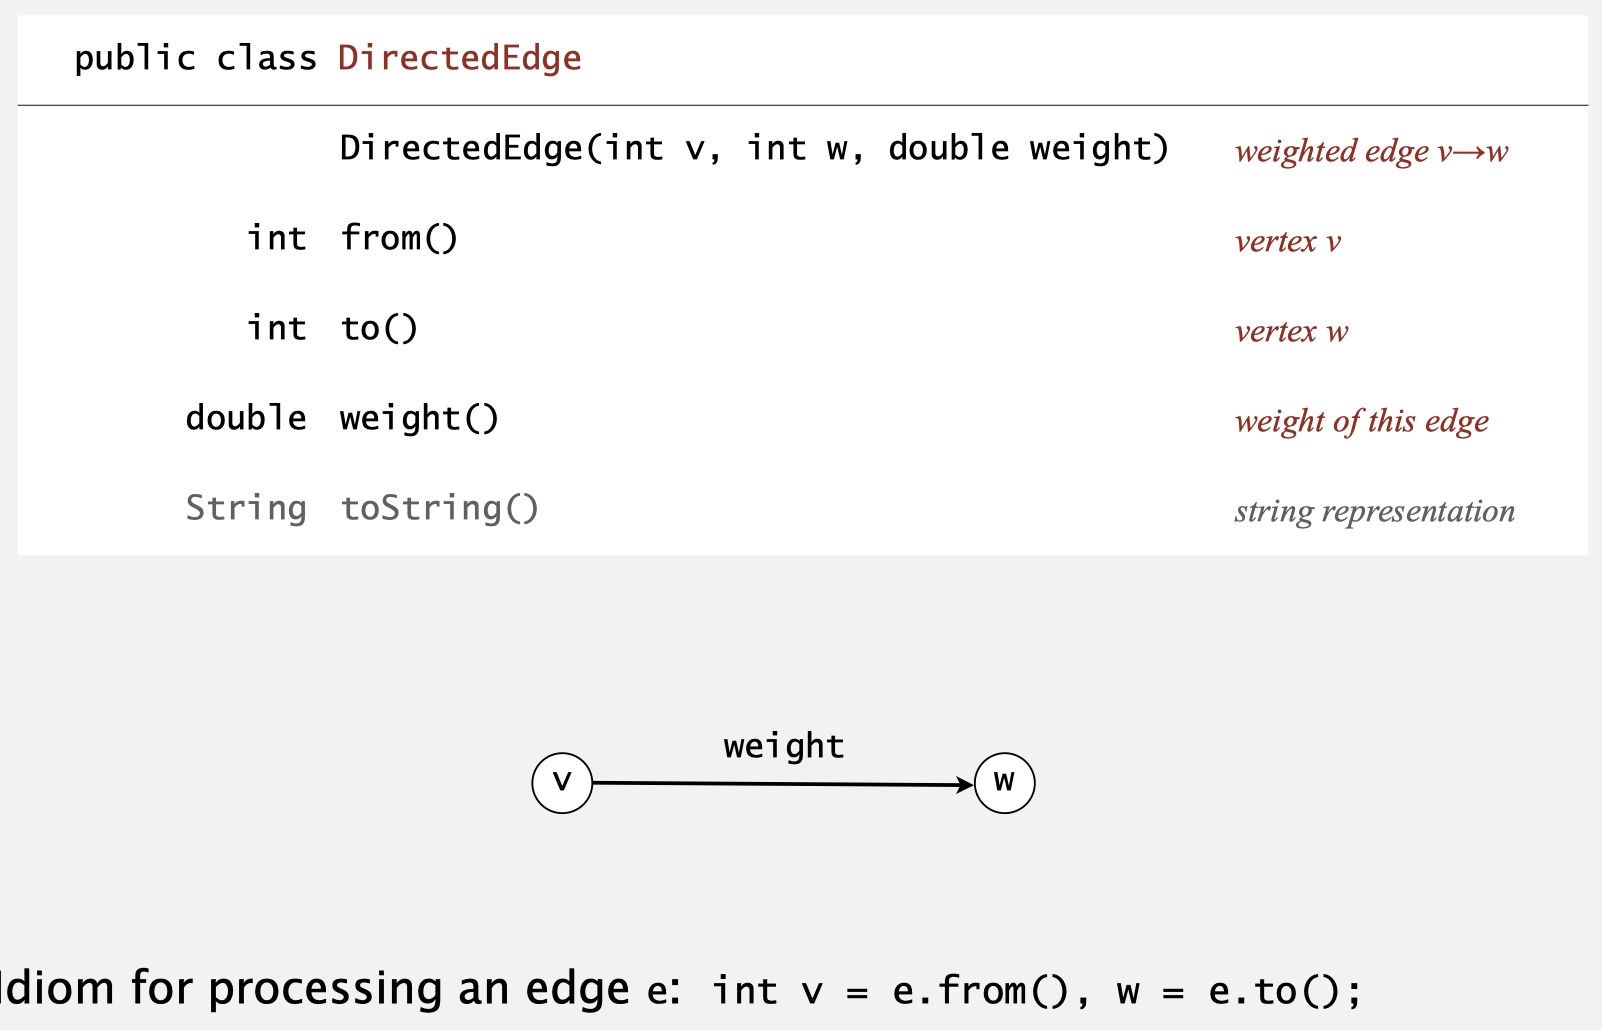 public class DirectedEdge
DirectedEdge(int v, int w, double weight) weighted edge v→w
int from() vertex v
int to() vertex w
double weight() weight of this edge
String toString() string representation
weight
v w
Idiom for processing an edge e: int v = e.from(), w = e.to();